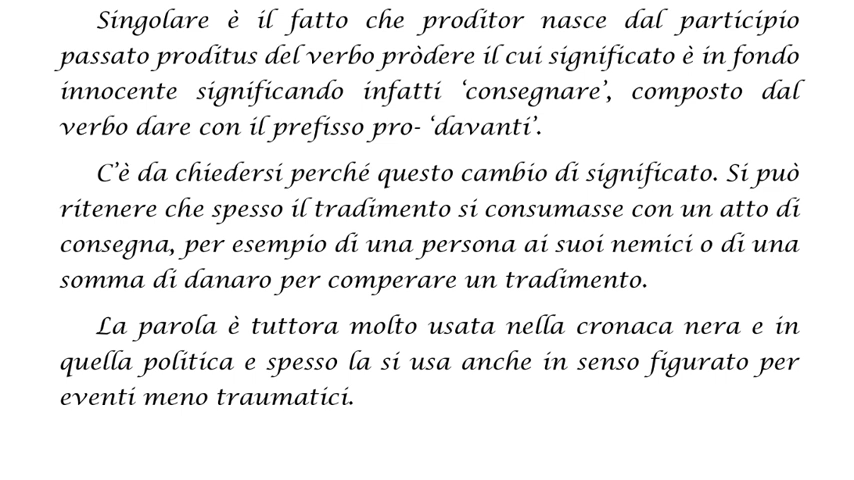 Singolare è il fatto che proditor nasce dal participio
passato proditus del verbo pròdere il cui significato è in fondo
innocente significando infatti ‘consegnare’, composto dal
verbo dare con il prefisso pro- ‘davanti’.
C’è da chiedersi perché questo cambio di significato. Si può
ritenere che spesso il tradimento si consumasse con un atto di
consegna, per esempio di una persona ai suoi nemici o di una
somma di danaro per comperare un tradimento.
La parola è tuttora molto usata nella cronaca nera e in
quella politica e spesso la si usa anche in senso figurato per
eventi meno traumatici.